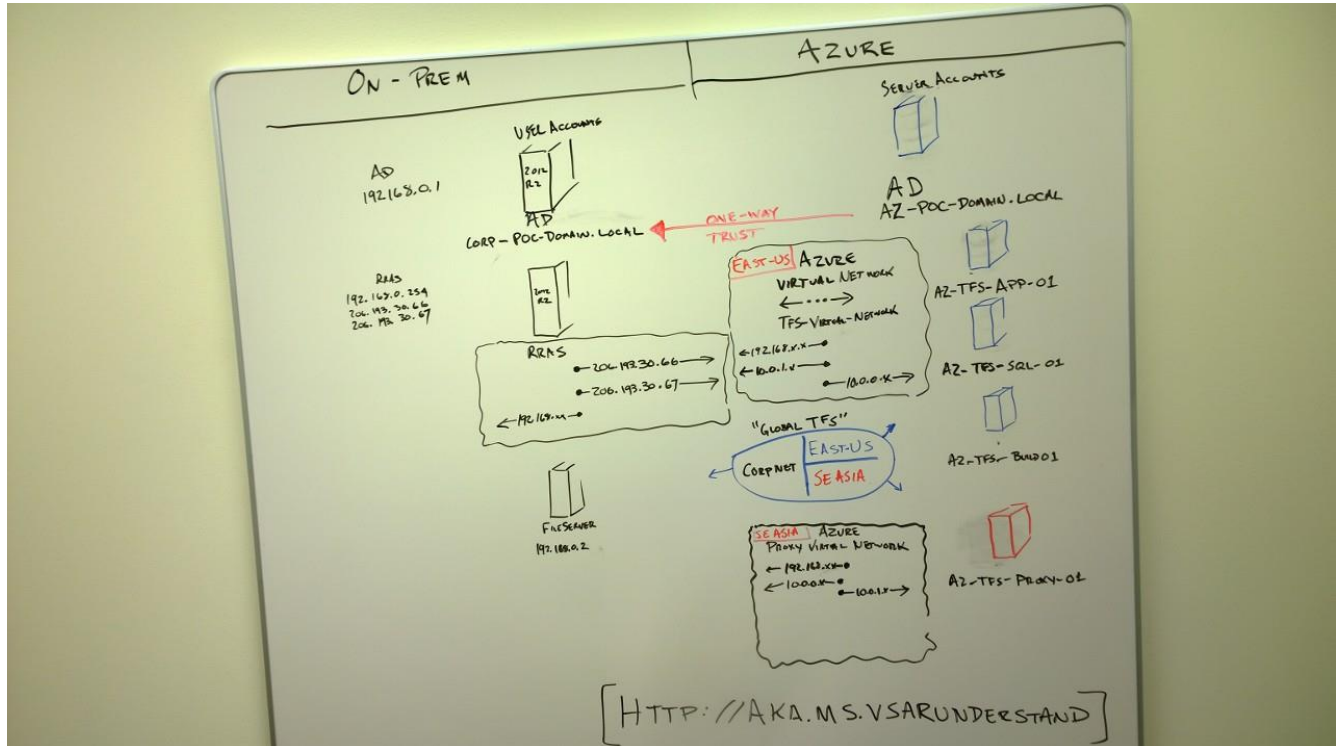 ON-PREM
AZURE
SERVER ACCOUNTS
USER ACCOUNTS
AD
192.168.0.1
2012
R2
AD
CORP-POC-DOMAIN.LOCAL
ONE-WAY
TRUST
AD
AZ-POC-DOMAIN.LOCAL
RRAS
192.168.0.254
206.193.30.66
206.193.30.67
2012
R2
RRAS
206.193.30.66
206.193.30.67
192.168.xx
EAST-US AZURE
VIRTUAL NETWORK
TFS-VIRTUAL-NETWORK
192.168.x.x
10.0.1.x
10.0.0.x
AZ-TFS-APP-01
AZ-TFS-SQL-01
AZ-TFS-BUILD01
AZ-TFS-PROXY-01
"GLOBAL TFS"
CORPNET
EAST-US
SE ASIA
FILESERVER
192.168.0.2
SE ASIA AZURE
PROXY VIRTUAL NETWORK
192.168.xx
10.0.0.x
10.0.1.x
[HTTP://AKA.MS.VSARUNDERSTAND]